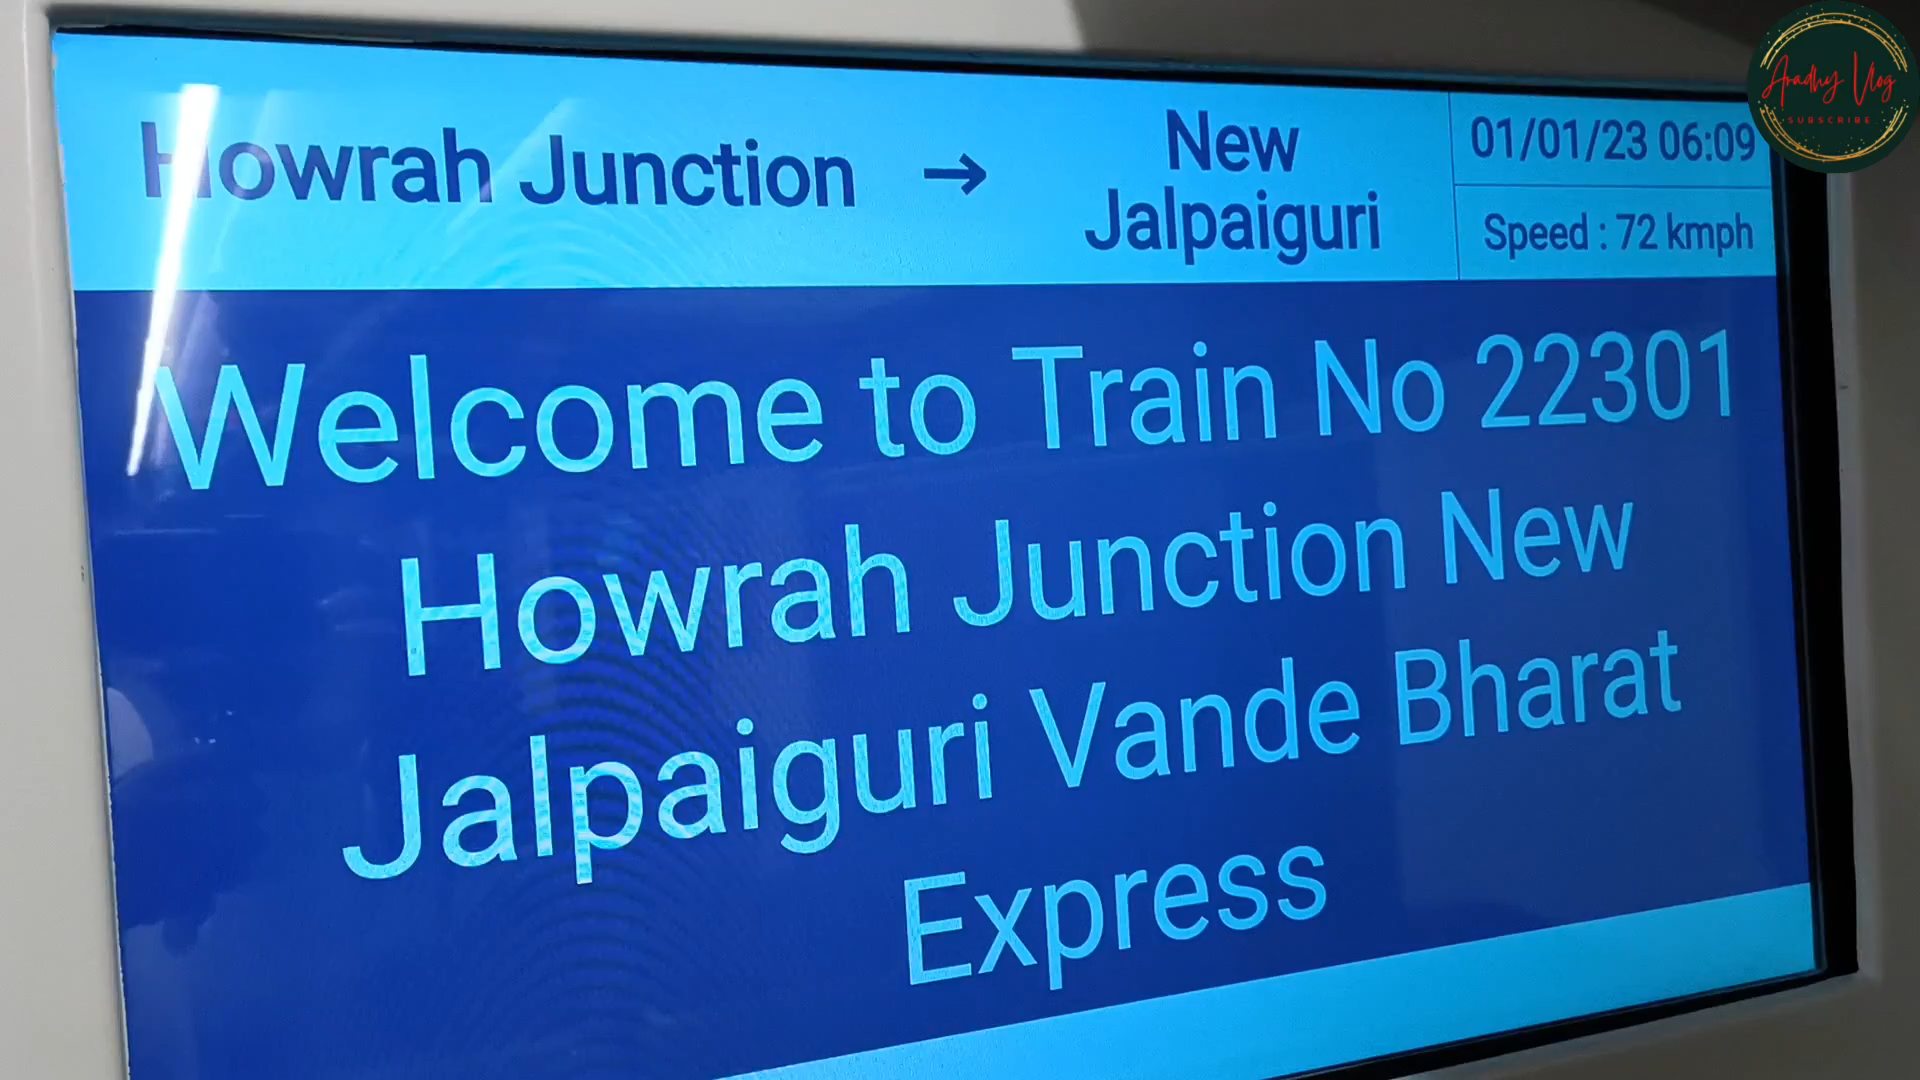 Howrah Junction → New
Jalpaiguri
01/01/23 06:09
Speed : 72 kmph
Welcome to Train No 22301
Howrah Junction New
Jalpaiguri Vande Bharat
Express
Aradhy Vlog
SUBSCRIBE